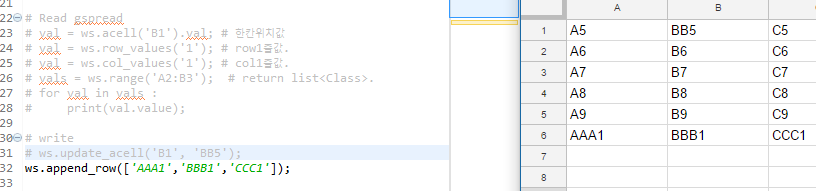 21
22 # Read gspread
23 # val = ws.acell('B1').val; # 한칸위치값
24 # val = ws.row_values('1'); # row1줄값.
25 # val = ws.col_values('1'); # col1줄값.
26 # vals = ws.range('A2:B3');  # return list<Class>.
27 # for val in vals :
28 #     print(val.value);
29
30 # write
31 # ws.update_acell('B1', 'BB5');
32 ws.append_row(['AAA1','BBB1','CCC1']);
33
A B C
1 A5 BB5 C5
2 A6 B6 C6
3 A7 B7 C7
4 A8 B8 C8
5 A9 B9 C9
6 AAA1 BBB1 CCC1
7
8